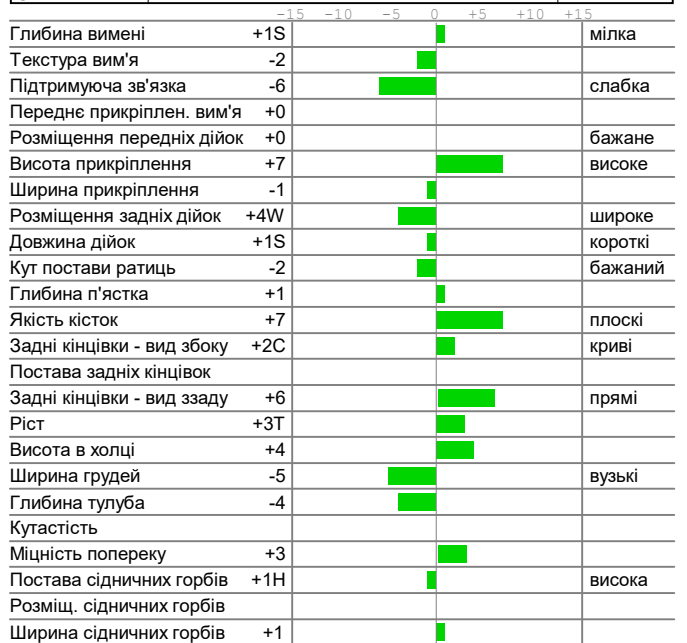 -15 -10 -5 0 +5 +10 +15
Глибина вимені +1S мілка
Текстура вим'я -2
Підтримуюча зв'язка -6 слабка
Переднє прикріплен. вим'я +0
Розміщення передніх дійок +0 бажане
Висота прикріплення +7 високе
Ширина прикріплення -1
Розміщення задніх дійок +4W широке
Довжина дійок +1S короткі
Кут постави ратиць -2 бажаний
Глибина п'ястка +1
Якість кісток +7 плоскі
Задні кінцівки - вид збоку +2C криві
Постава задніх кінцівок
Задні кінцівки - вид ззаду +6 прямі
Ріст +3T
Висота в холці +4
Ширина грудей -5 вузькі
Глибина тулуба -4
Кутастість
Міцність попереку +3
Постава сідничних горбів +1H висока
Розміщ. сідничних горбів
Ширина сідничних горбів +1